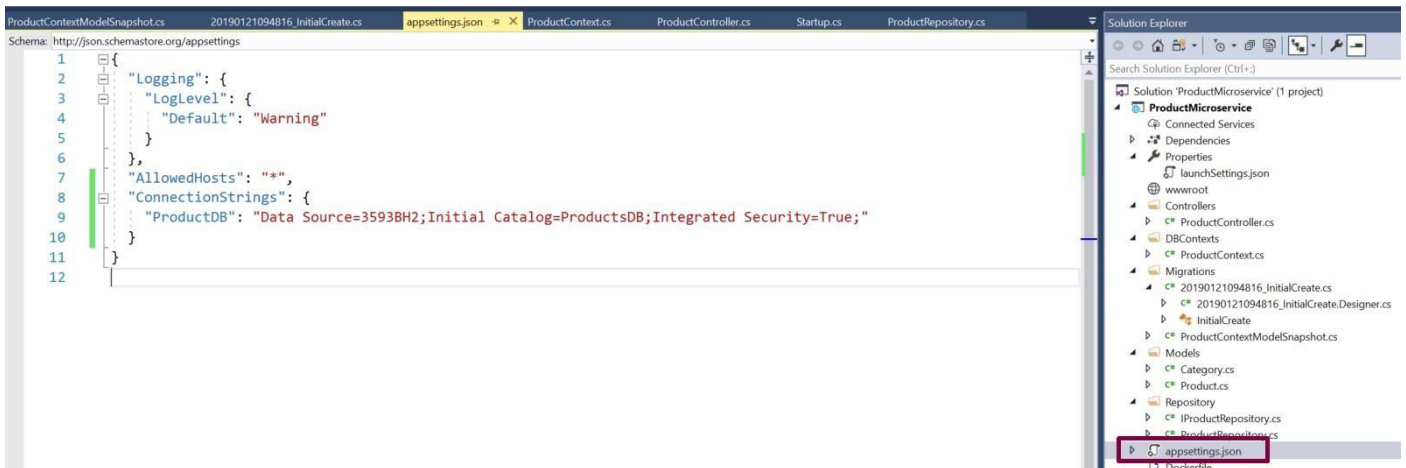 ProductContextModelSnapshot.cs 20190121094816_InitialCreate.cs appsettings.json ProductContext.cs ProductController.cs Startup.cs ProductRepository.cs
Schema: http://json.schemastore.org/appsettings
1 {
2 "Logging": {
3 "LogLevel": {
4 "Default": "Warning"
5 }
6 },
7 "AllowedHosts": "*",
8 "ConnectionStrings": {
9 "ProductDB": "Data Source=3593BH2;Initial Catalog=ProductsDB;Integrated Security=True;"
10 }
11 }
12
Solution Explorer
Search Solution Explorer (Ctrl+;)
Solution 'ProductMicroservice' (1 project)
ProductMicroservice
Connected Services
Dependencies
Properties
launchSettings.json
wwwroot
Controllers
C# ProductController.cs
DBContexts
C# ProductContext.cs
Migrations
C# 20190121094816_InitialCreate.cs
C# 20190121094816_InitialCreate.Designer.cs
InitialCreate
C# ProductContextModelSnapshot.cs
Models
C# Category.cs
C# Product.cs
Repository
C# IProductRepository.cs
C# ProductRepository.cs
appsettings.json
Dockerfile